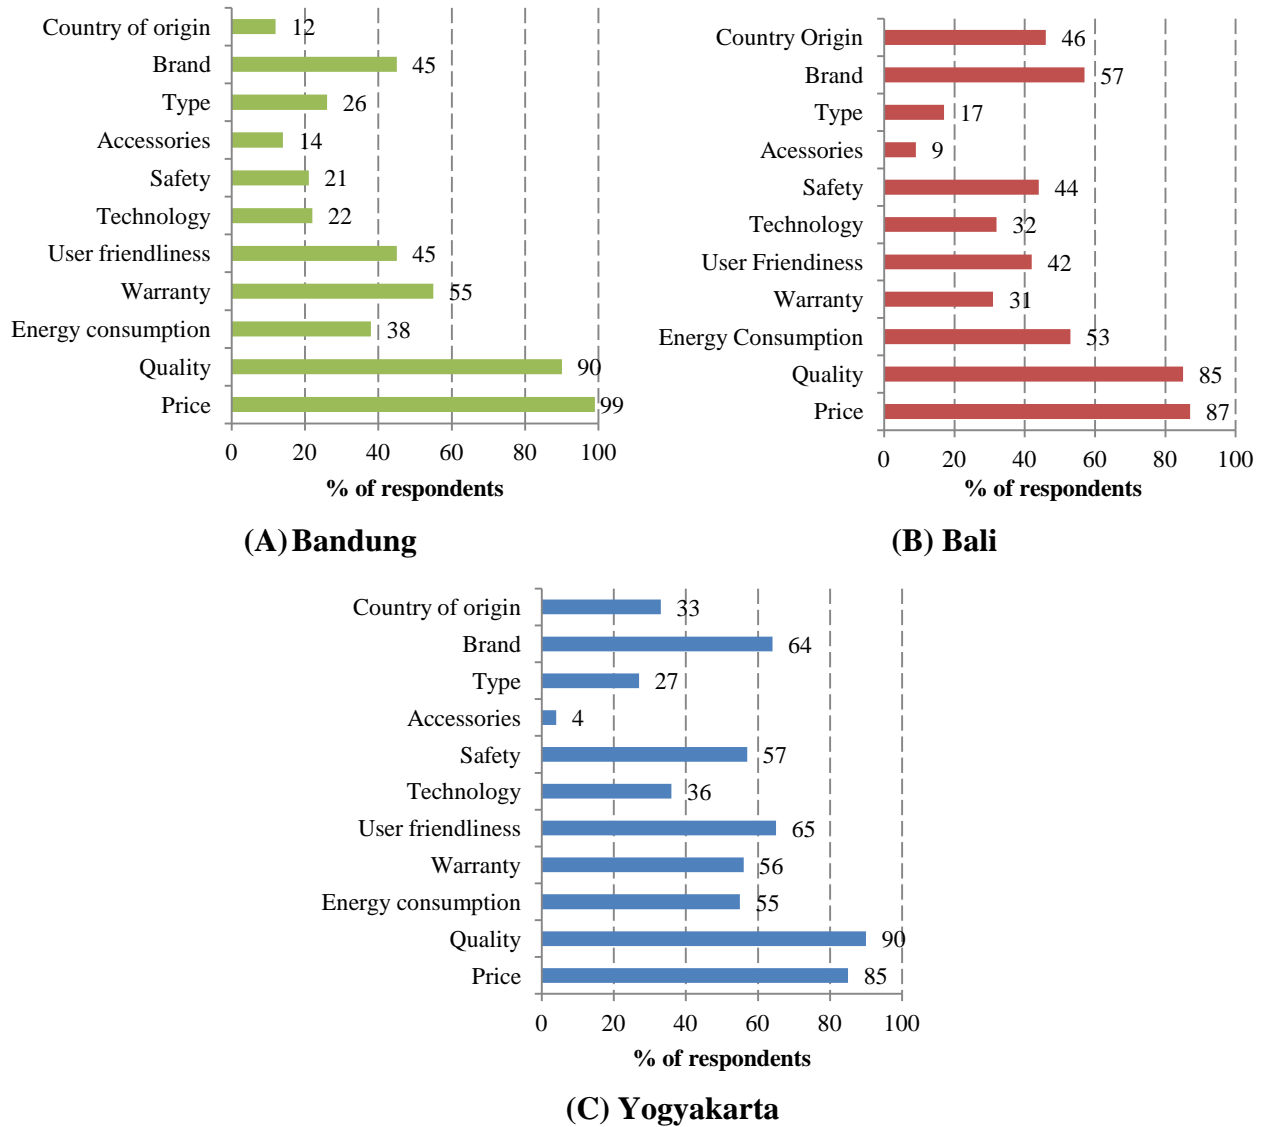 Country of origin 12
Brand 45
Type 26
Accessories 14
Safety 21
Technology 22
User friendliness 45
Warranty 55
Energy consumption 38
Quality 90
Price 99
0 20 40 60 80 100
% of respondents
(A) Bandung
Country Origin 46
Brand 57
Type 17
Acessories 9
Safety 44
Technology 32
User Friendiness 42
Warranty 31
Energy Consumption 53
Quality 85
Price 87
0 20 40 60 80 100
% of respondents
(B) Bali
Country of origin 33
Brand 64
Type 27
Accessories 4
Safety 57
Technology 36
User friendliness 65
Warranty 56
Energy consumption 55
Quality 90
Price 85
0 20 40 60 80 100
% of respondents
(C) Yogyakarta